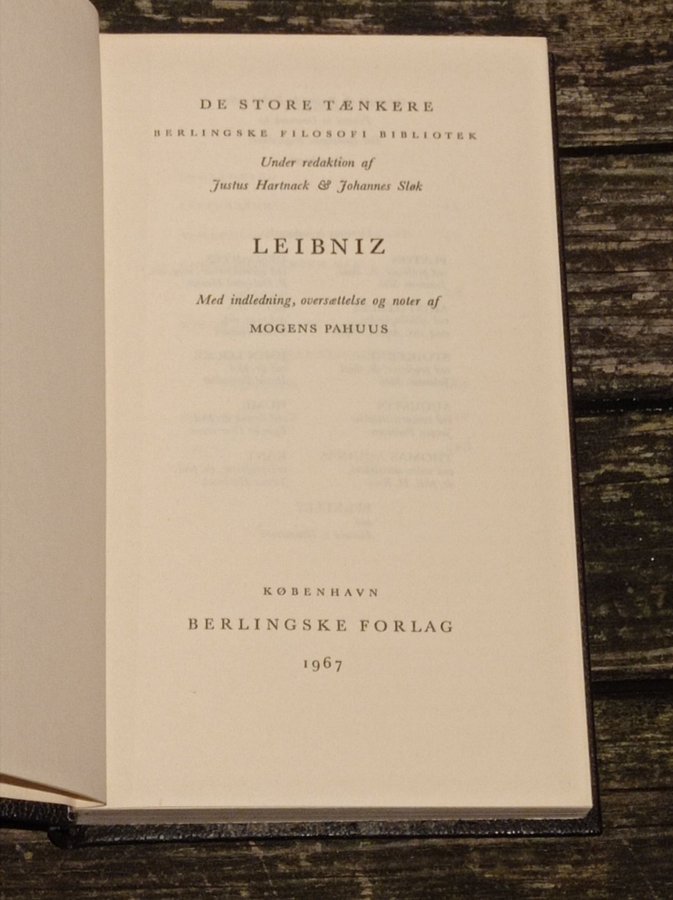 DE STORE TÆNKERE
BERLINGSKE FILOSOFI BIBLIOTEK
Under redaktion af
Justus Hartnack & Johannes Sløk
LEIBNIZ
Med indledning, oversættelse og noter af
MOGENS PAHUUS
KØBENHAVN
BERLINGSKE FORLAG
1967